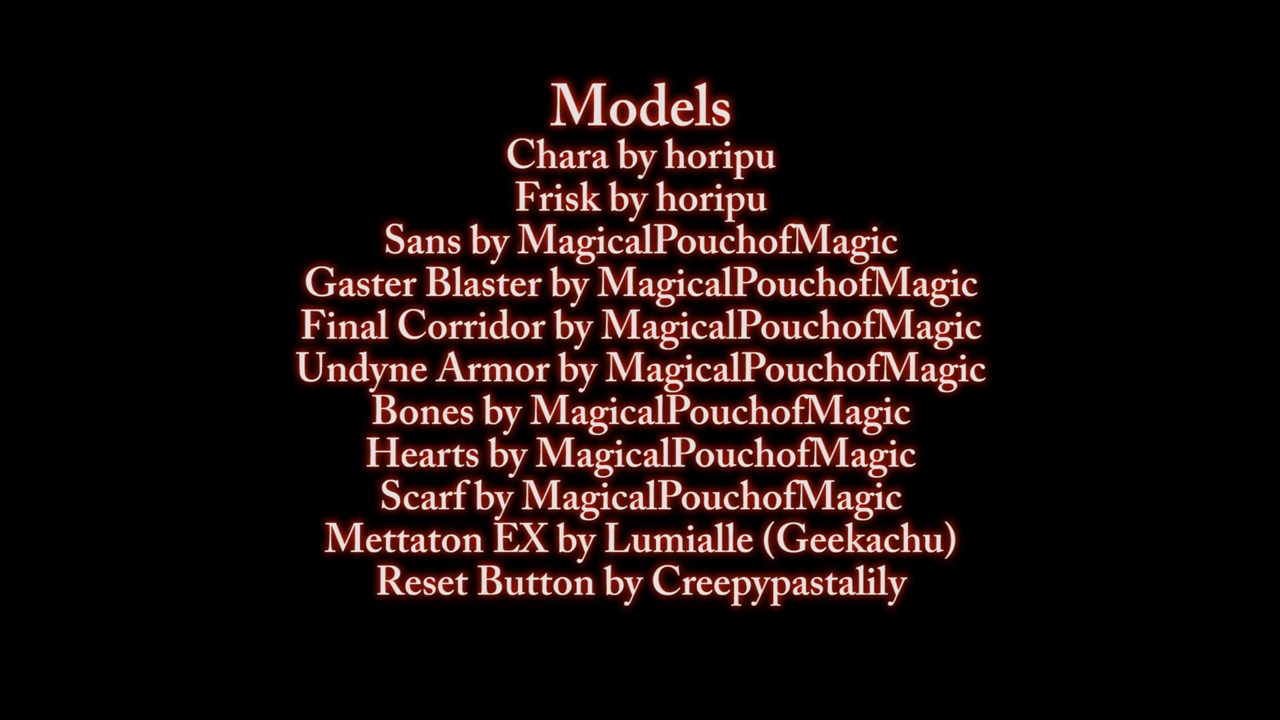 Models
Chara by horipu
Frisk by horipu
Sans by MagicalPouchofMagic
Gaster Blaster by MagicalPouchofMagic
Final Corridor by MagicalPouchofMagic
Undyne Armor by MagicalPouchofMagic
Bones by MagicalPouchofMagic
Hearts by MagicalPouchofMagic
Scarf by MagicalPouchofMagic
Mettaton EX by Lumialle (Geekachu)
Reset Button by Creepypastalily